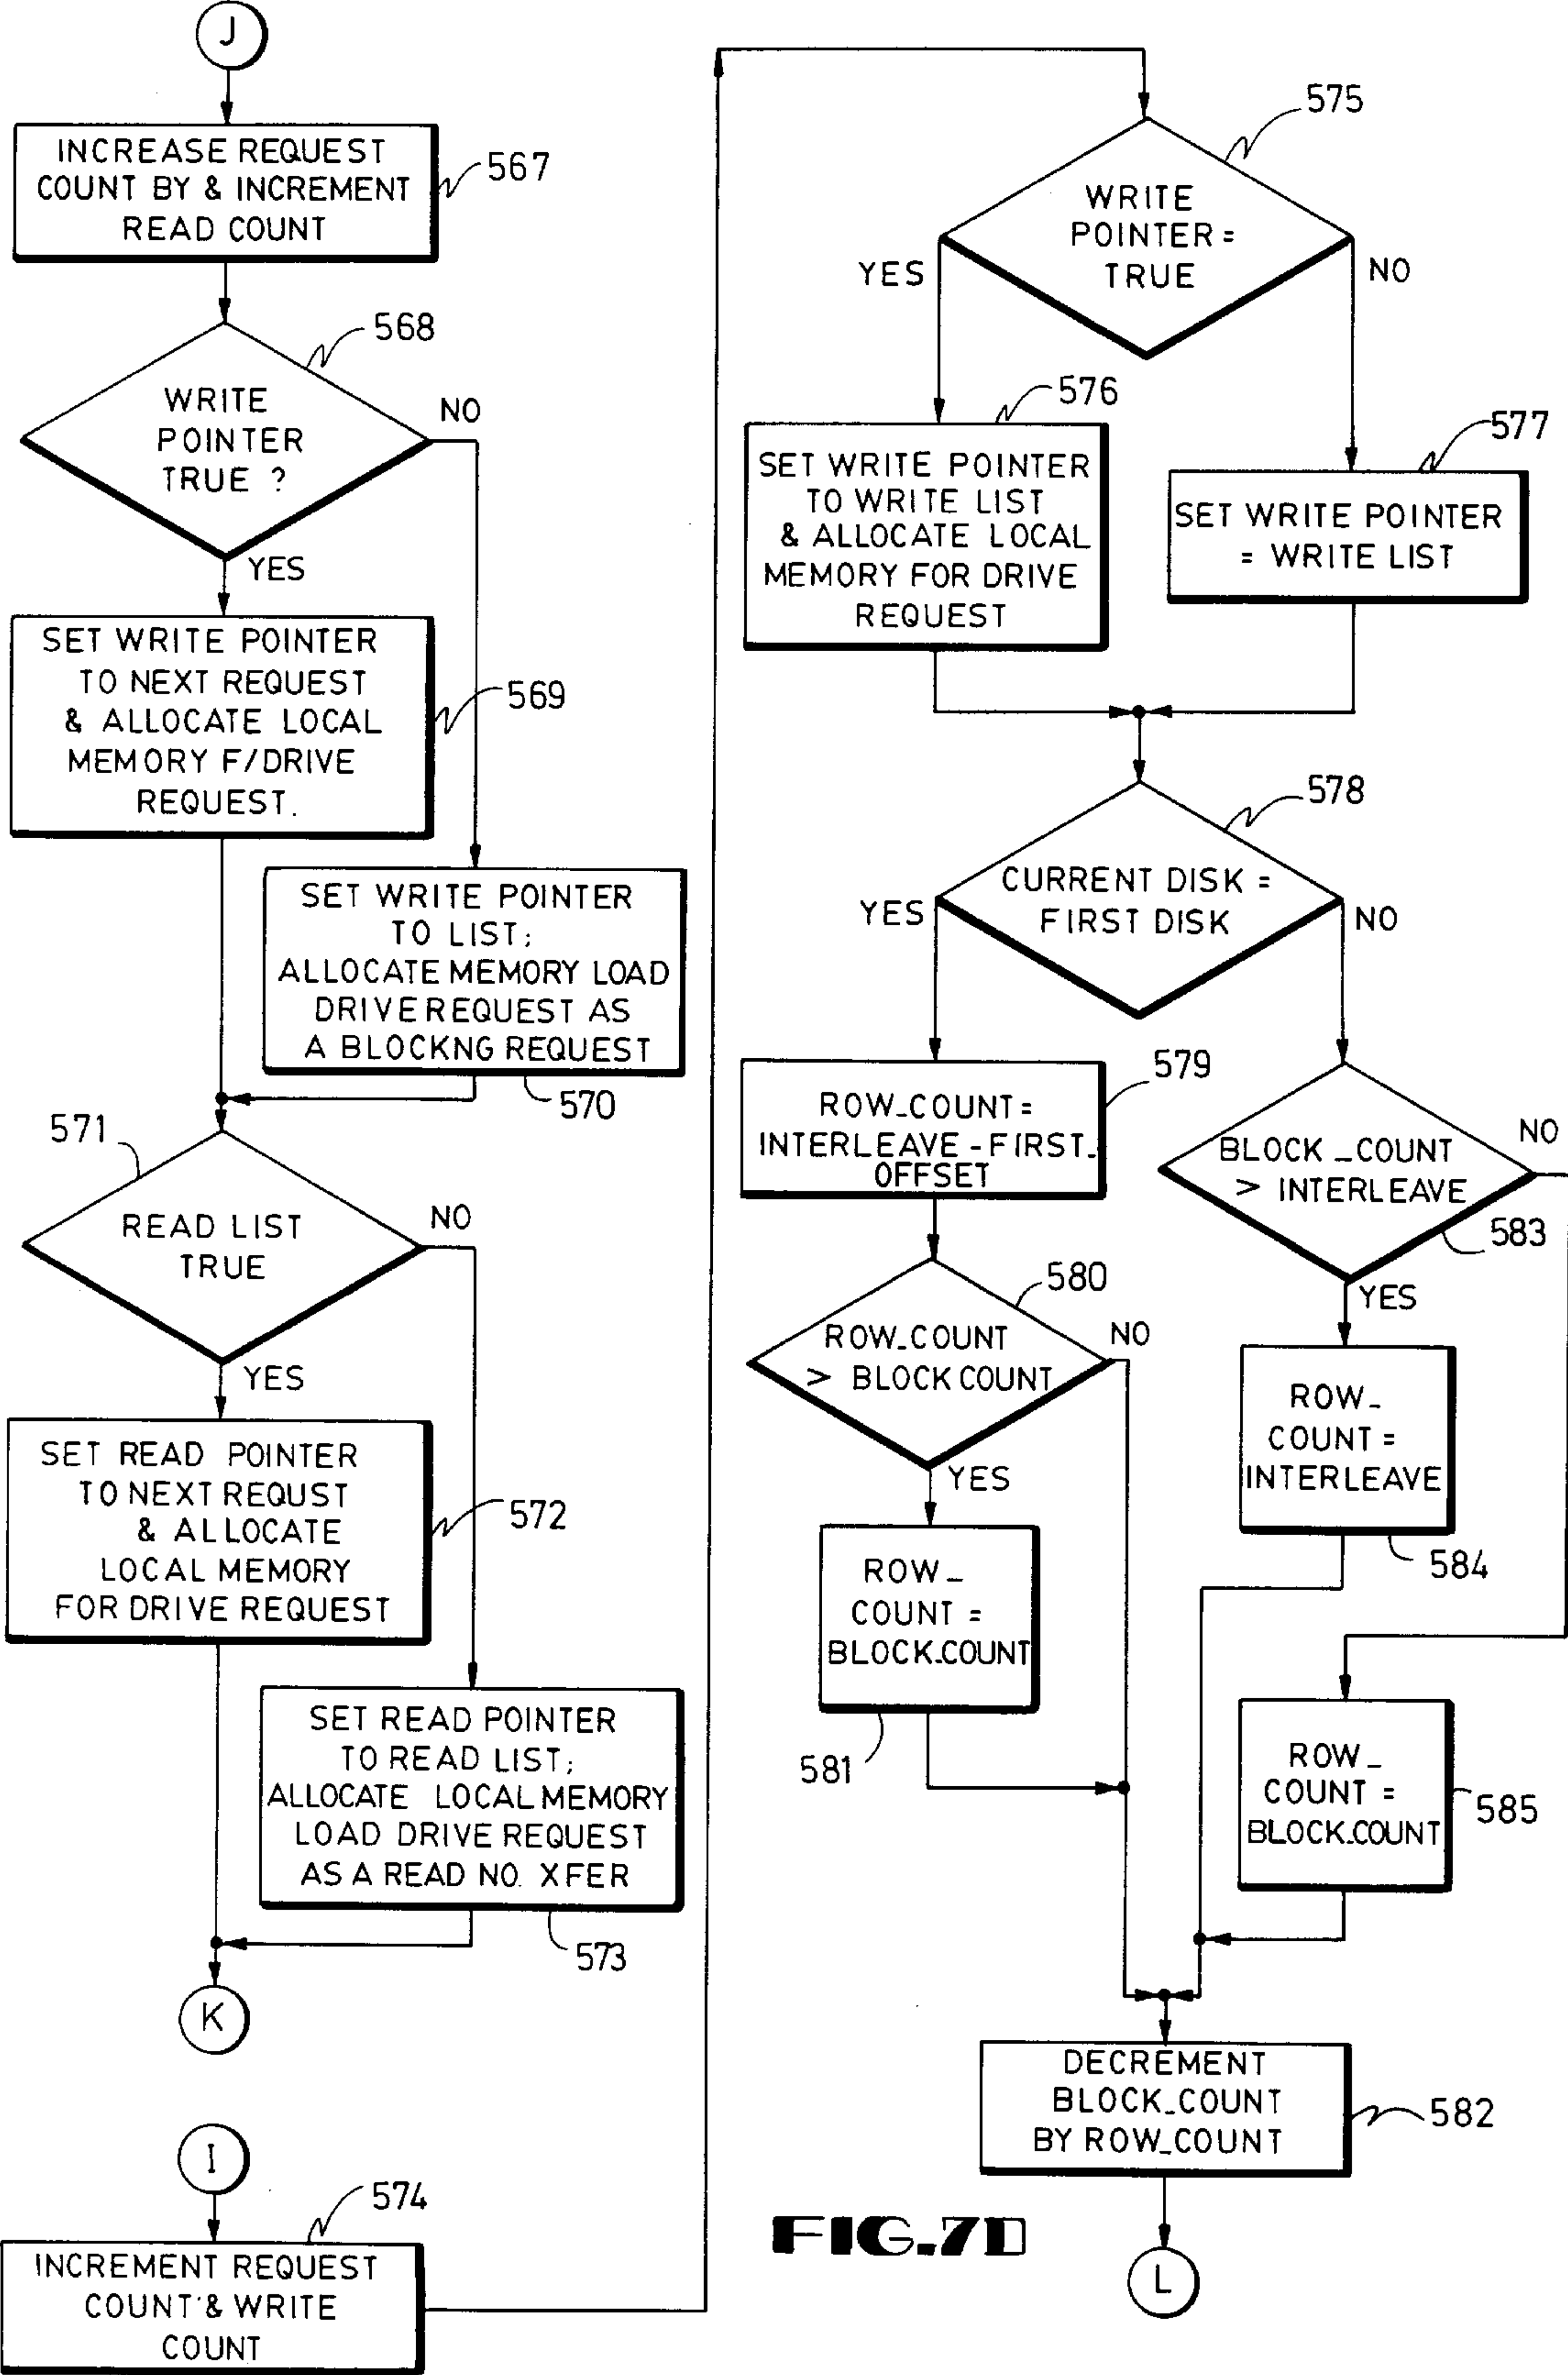 J
INCREASE REQUEST
COUNT BY & INCREMENT
READ COUNT
567
568
WRITE
POINTER
TRUE ?
NO
YES
SET WRITE POINTER
TO NEXT REQUEST
& ALLOCATE LOCAL
MEMORY F/DRIVE
REQUEST.
569
SET WRITE POINTER
TO LIST;
ALLOCATE MEMORY LOAD
DRIVE REQUEST AS
A BLOCKNG REQUEST
570
571
READ LIST
TRUE
NO
YES
SET READ POINTER
TO NEXT REQUST
& ALLOCATE
LOCAL MEMORY
FOR DRIVE REQUEST
572
SET READ POINTER
TO READ LIST;
ALLOCATE LOCAL MEMORY
LOAD DRIVE REQUEST
AS A READ NO. XFER
573
K
I
574
INCREMENT REQUEST
COUNT & WRITE
COUNT
575
WRITE
POINTER =
TRUE
YES
NO
576
SET WRITE POINTER
TO WRITE LIST
& ALLOCATE LOCAL
MEMORY FOR DRIVE
REQUEST
577
SET WRITE POINTER
= WRITE LIST
578
CURRENT DISK =
FIRST DISK
YES
NO
579
ROW_COUNT =
INTERLEAVE - FIRST_
OFFSET
580
ROW_COUNT
> BLOCK COUNT
NO
YES
ROW_
COUNT =
BLOCK_COUNT
581
BLOCK_COUNT
> INTERLEAVE
NO
583
YES
ROW_
COUNT =
INTERLEAVE
584
ROW_
COUNT =
BLOCK_COUNT
585
DECREMENT
BLOCK_COUNT
BY ROW_COUNT
582
L
FIG.7D